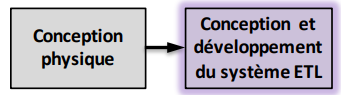 Conception
physique
Conception et
développement
du système ETL